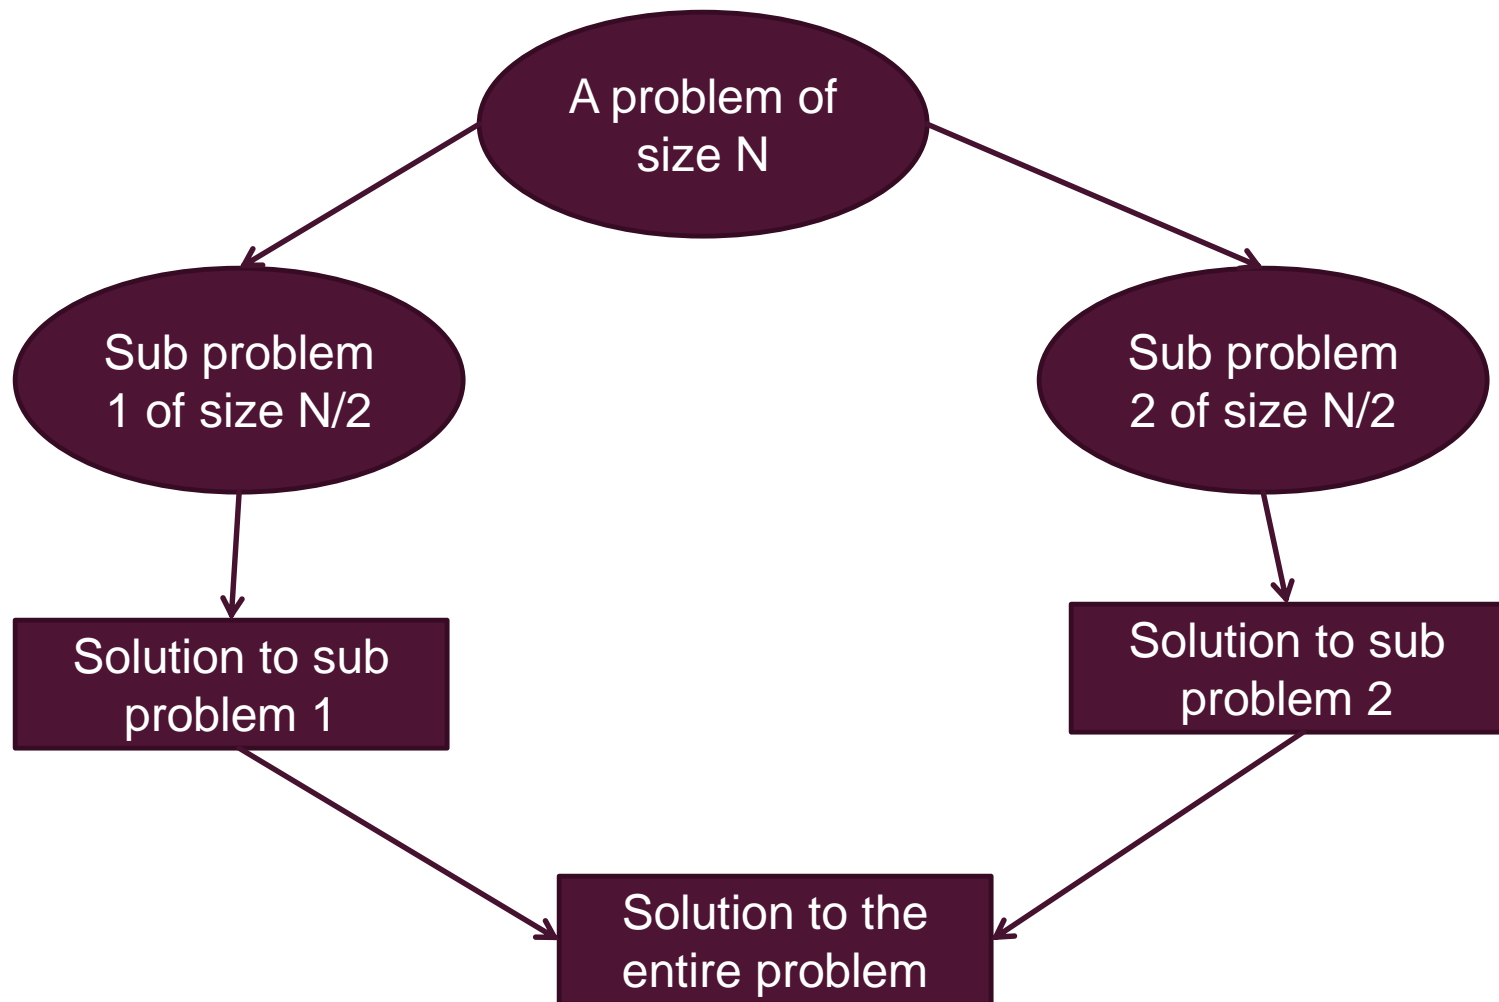 A problem of
size N
Sub problem
1 of size N/2
Sub problem
2 of size N/2
Solution to sub
problem 1
Solution to sub
problem 2
Solution to the
entire problem